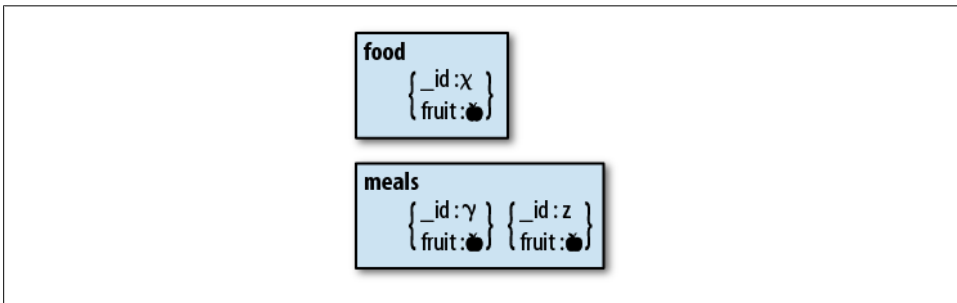 food
{_id :χ
fruit :}
meals
{_id : γ} {_id : z
fruit :} fruit :}